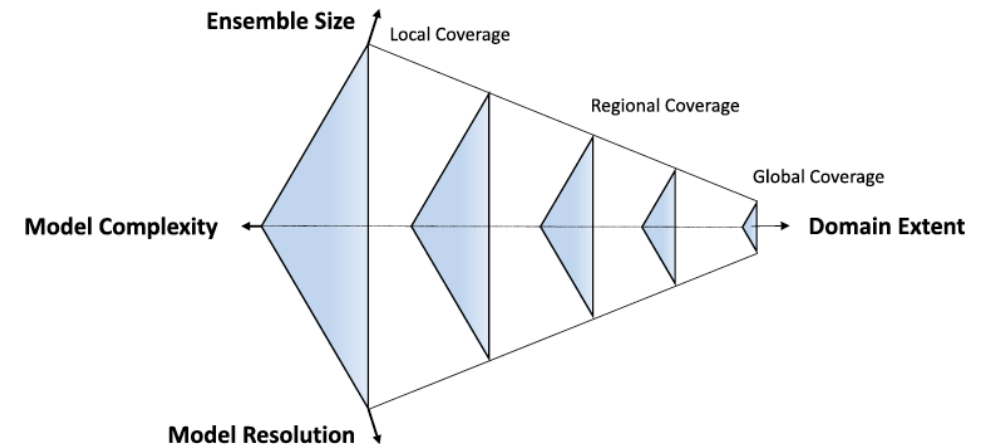 Ensemble Size
Local Coverage
Regional Coverage
Global Coverage
Model Complexity
Domain Extent
Model Resolution